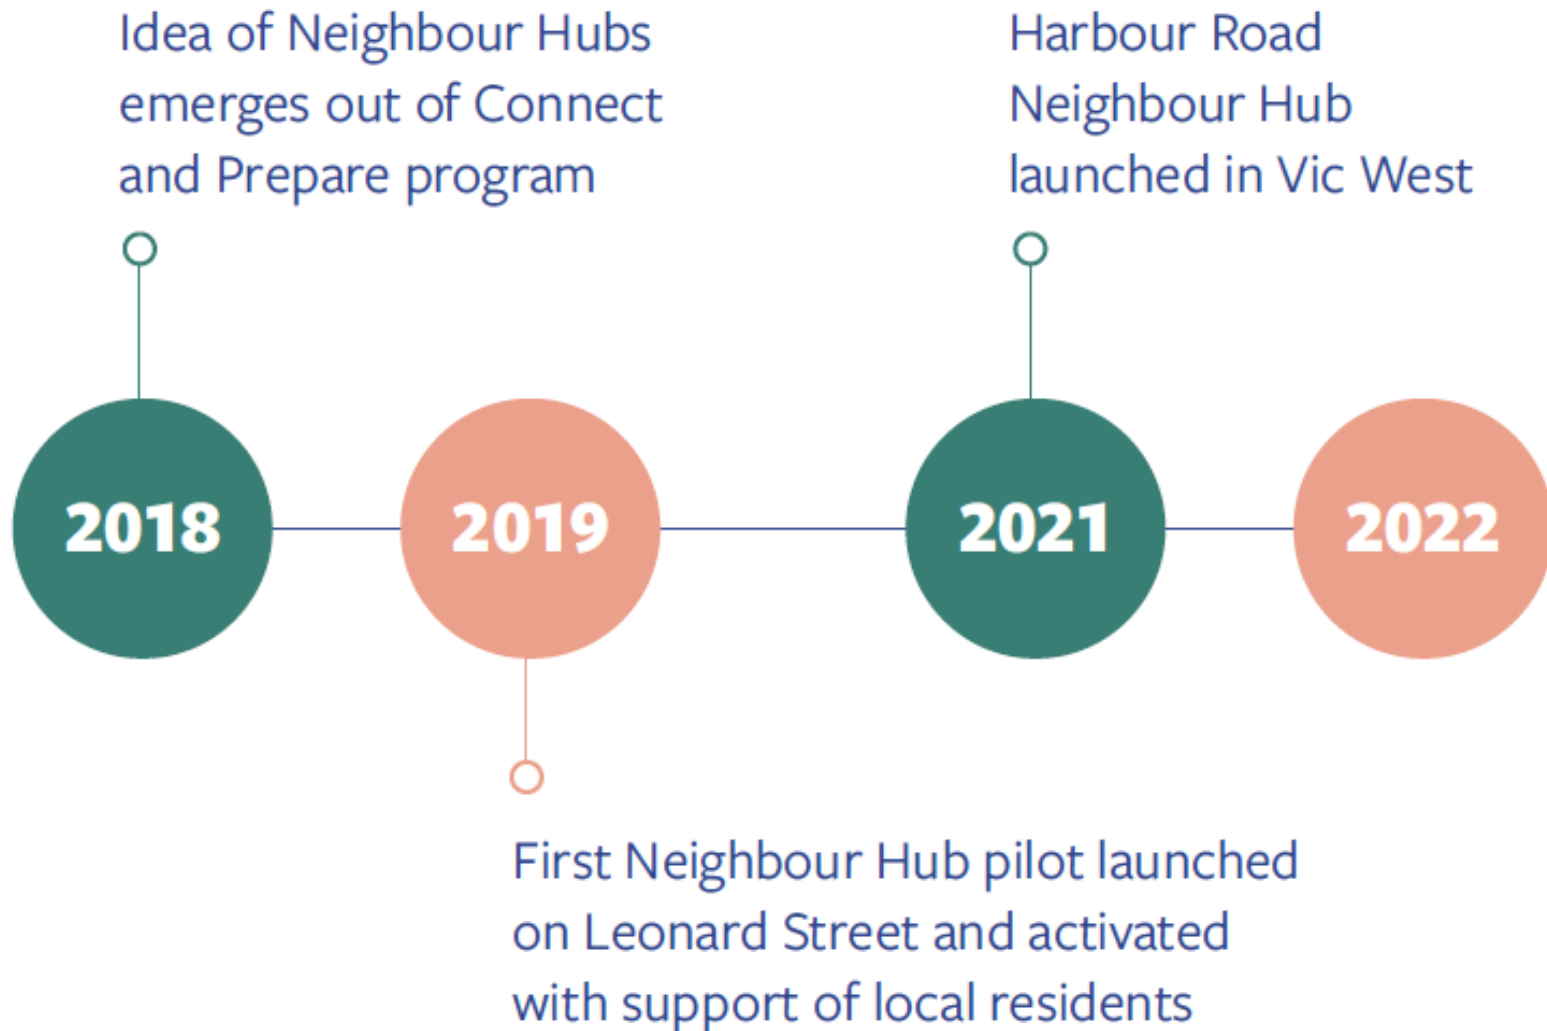 Idea of Neighbour Hubs
emerges out of Connect
and Prepare program
Harbour Road
Neighbour Hub
launched in Vic West
2018
2019
2021
2022
First Neighbour Hub pilot launched
on Leonard Street and activated
with support of local residents